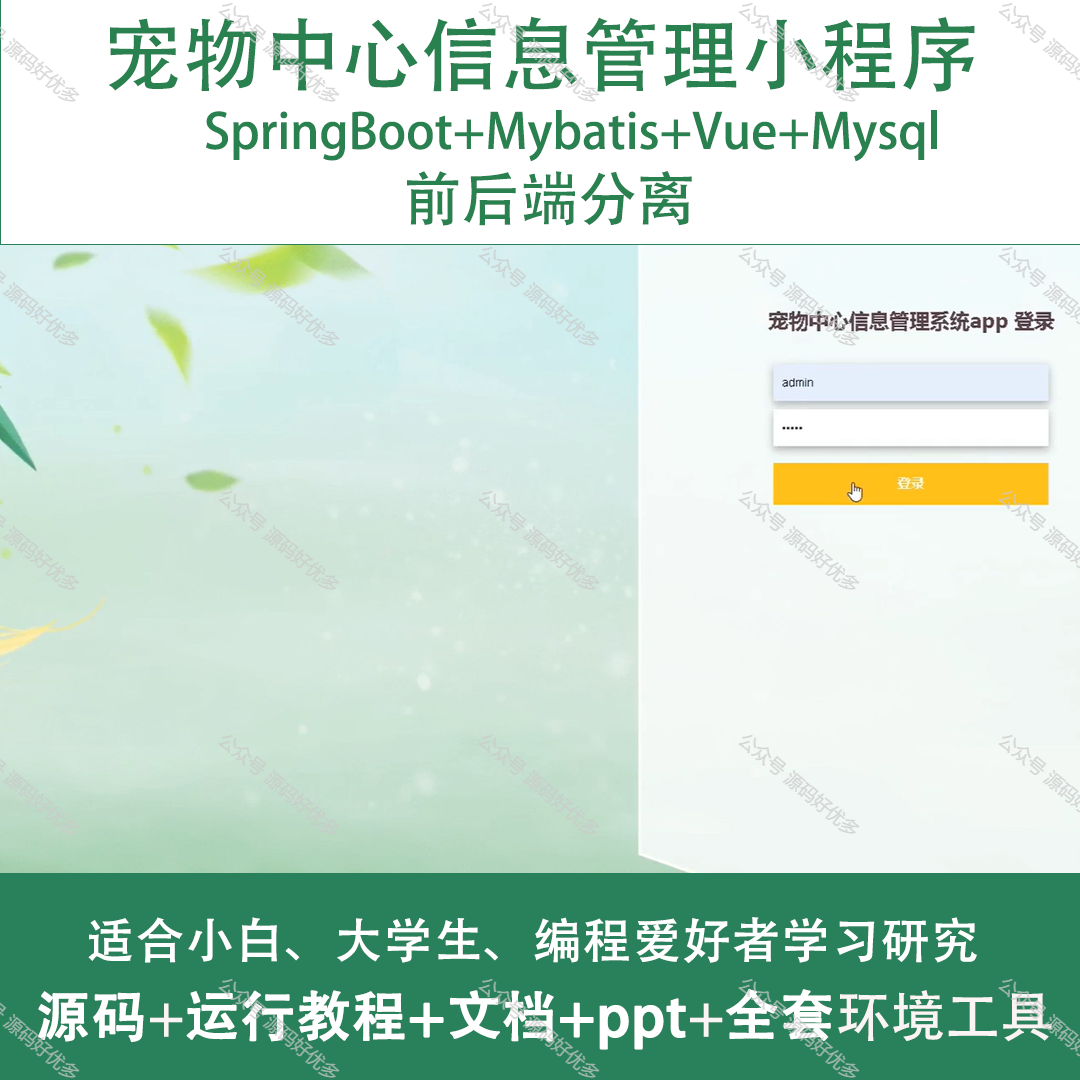 宠物中心信息管理小程序
SpringBoot+Mybatis+Vue+Mysql
前后端分离
宠物中心信息管理系统app 登录
admin
•••••
登录
适合小白、大学生、编程爱好者学习研究
源码+运行教程+文档+ppt+全套环境工具
公众号 源码好优多